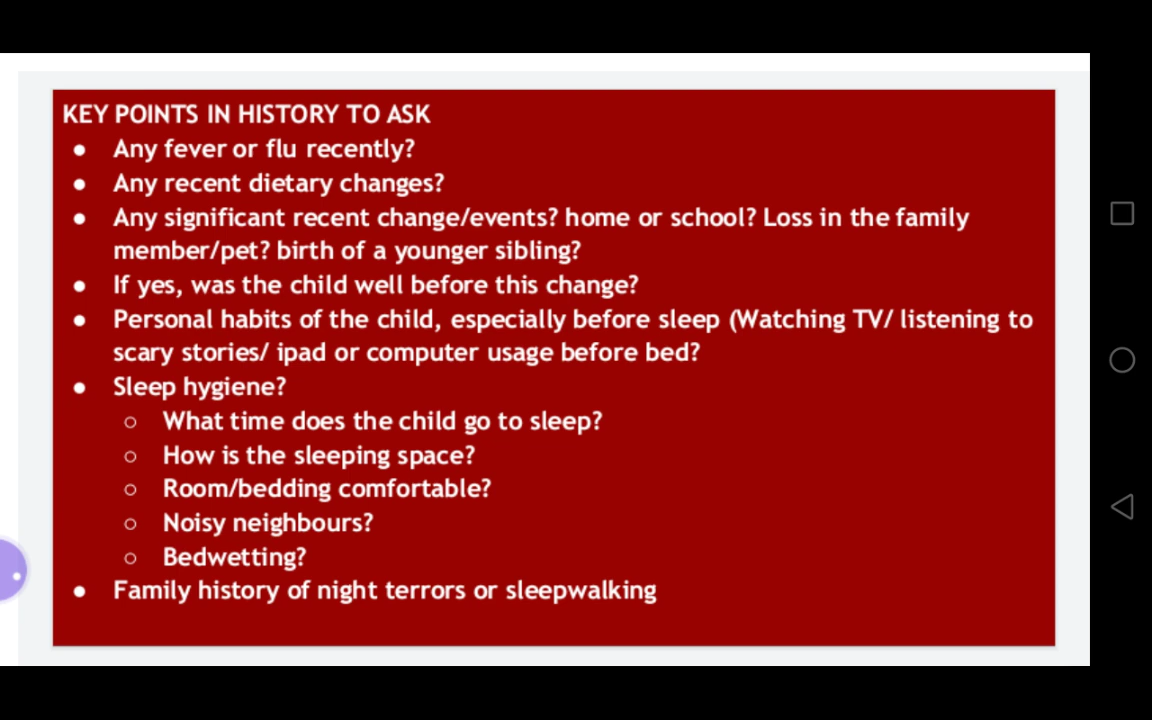 KEY POINTS IN HISTORY TO ASK
● Any fever or flu recently?
● Any recent dietary changes?
● Any significant recent change/events? home or school? Loss in the family
member/pet? birth of a younger sibling?
● If yes, was the child well before this change?
● Personal habits of the child, especially before sleep (Watching TV/ listening to
scary stories/ ipad or computer usage before bed?
● Sleep hygiene?
○ What time does the child go to sleep?
○ How is the sleeping space?
○ Room/bedding comfortable?
○ Noisy neighbours?
○ Bedwetting?
● Family history of night terrors or sleepwalking